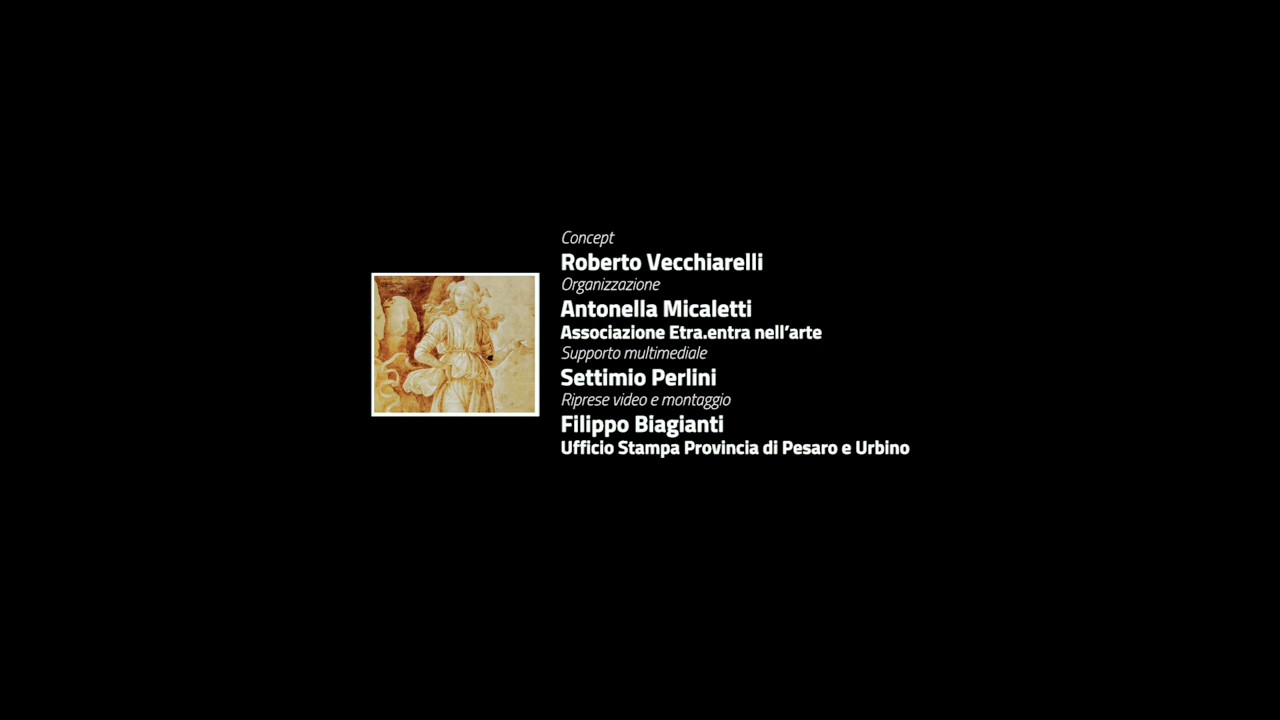 Concept
Roberto Vecchiarelli
Organizzazione
Antonella Micaletti
Associazione Etra.entra nell'arte
Supporto multimediale
Settimio Perlini
Riprese video e montaggio
Filippo Biagianti
Ufficio Stampa Provincia di Pesaro e Urbino